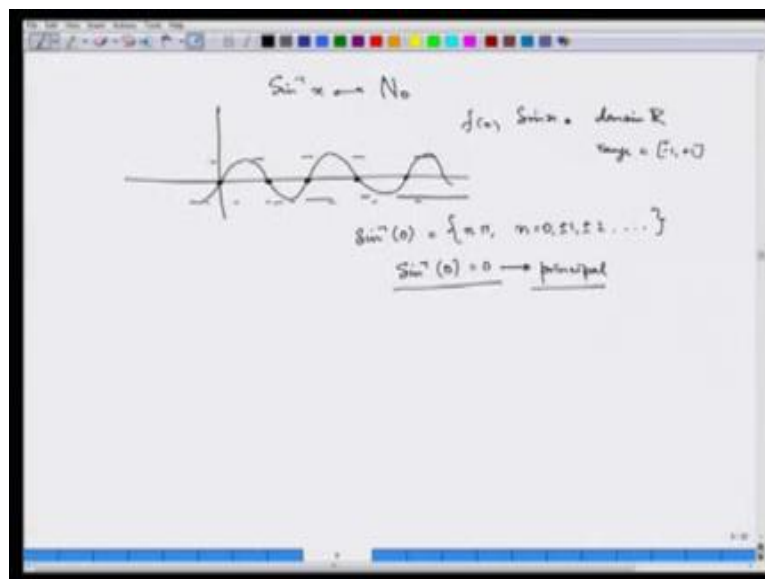 Sin⁻¹ x → No
f(x) Sin x. domain R
range = [-1, +1]
Sin⁻¹ (0) = { n π, n = 0, ±1, ±2 .... }
Sin⁻¹ (0) = 0 → principal